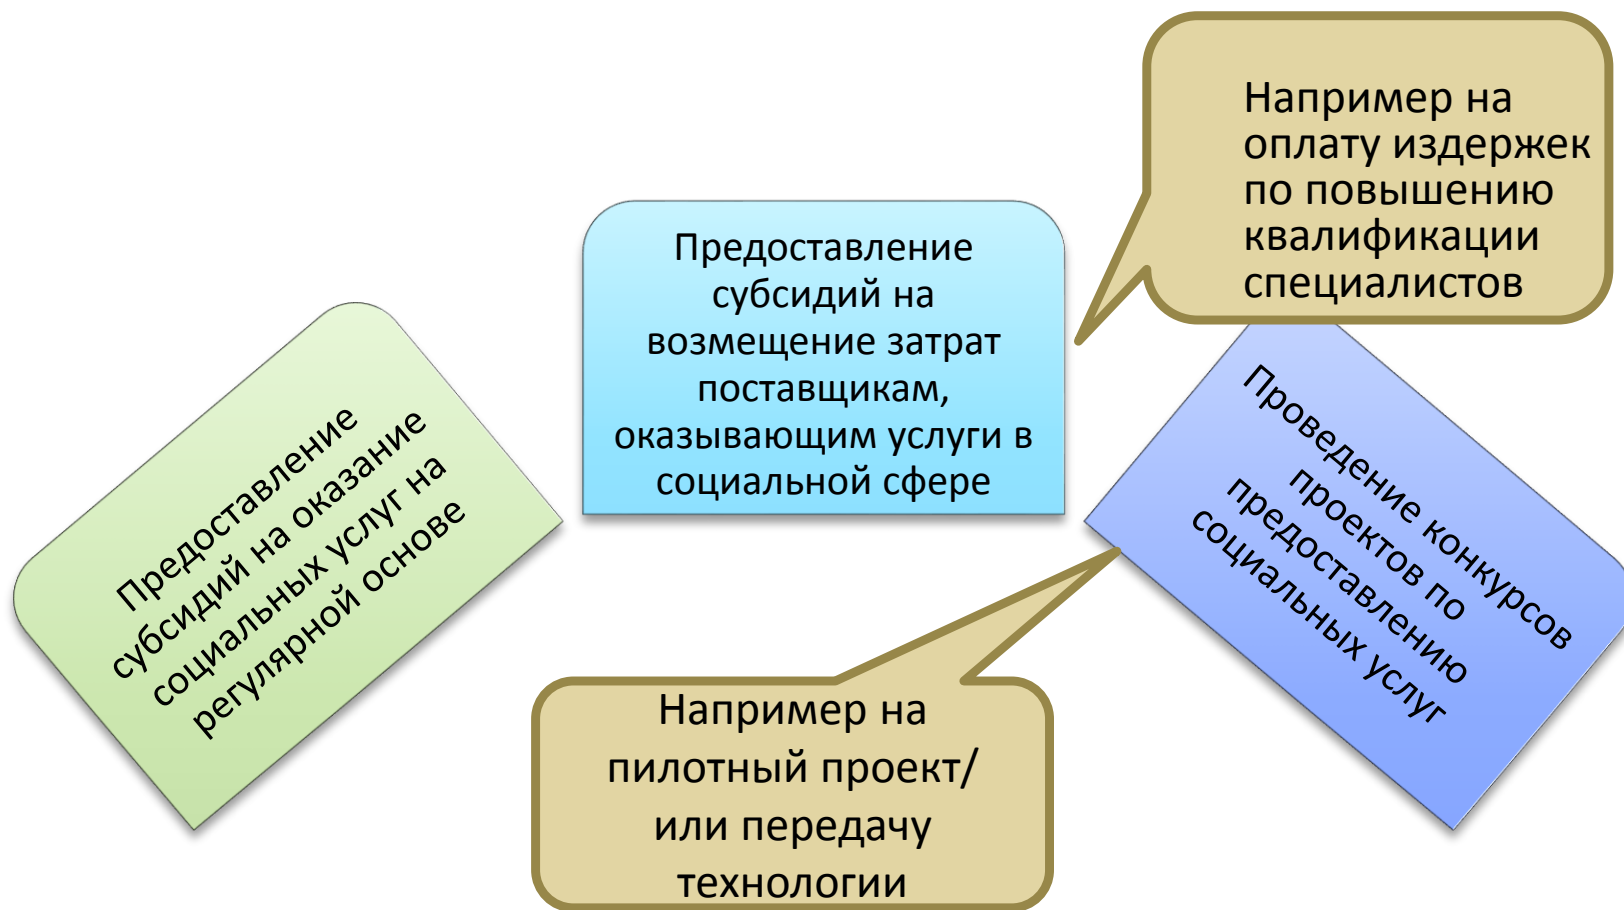 Предоставление
субсидий на оказание
социальных услуг на
регулярной основе
Предоставление
субсидий на
возмещение затрат
поставщикам,
оказывающим услуги в
социальной сфере
Например на
оплату издержек
по повышению
квалификации
специалистов
Проведение конкурсов
проектов по
предоставлению
социальных услуг
Например на
пилотный проект/
или передачу
технологии